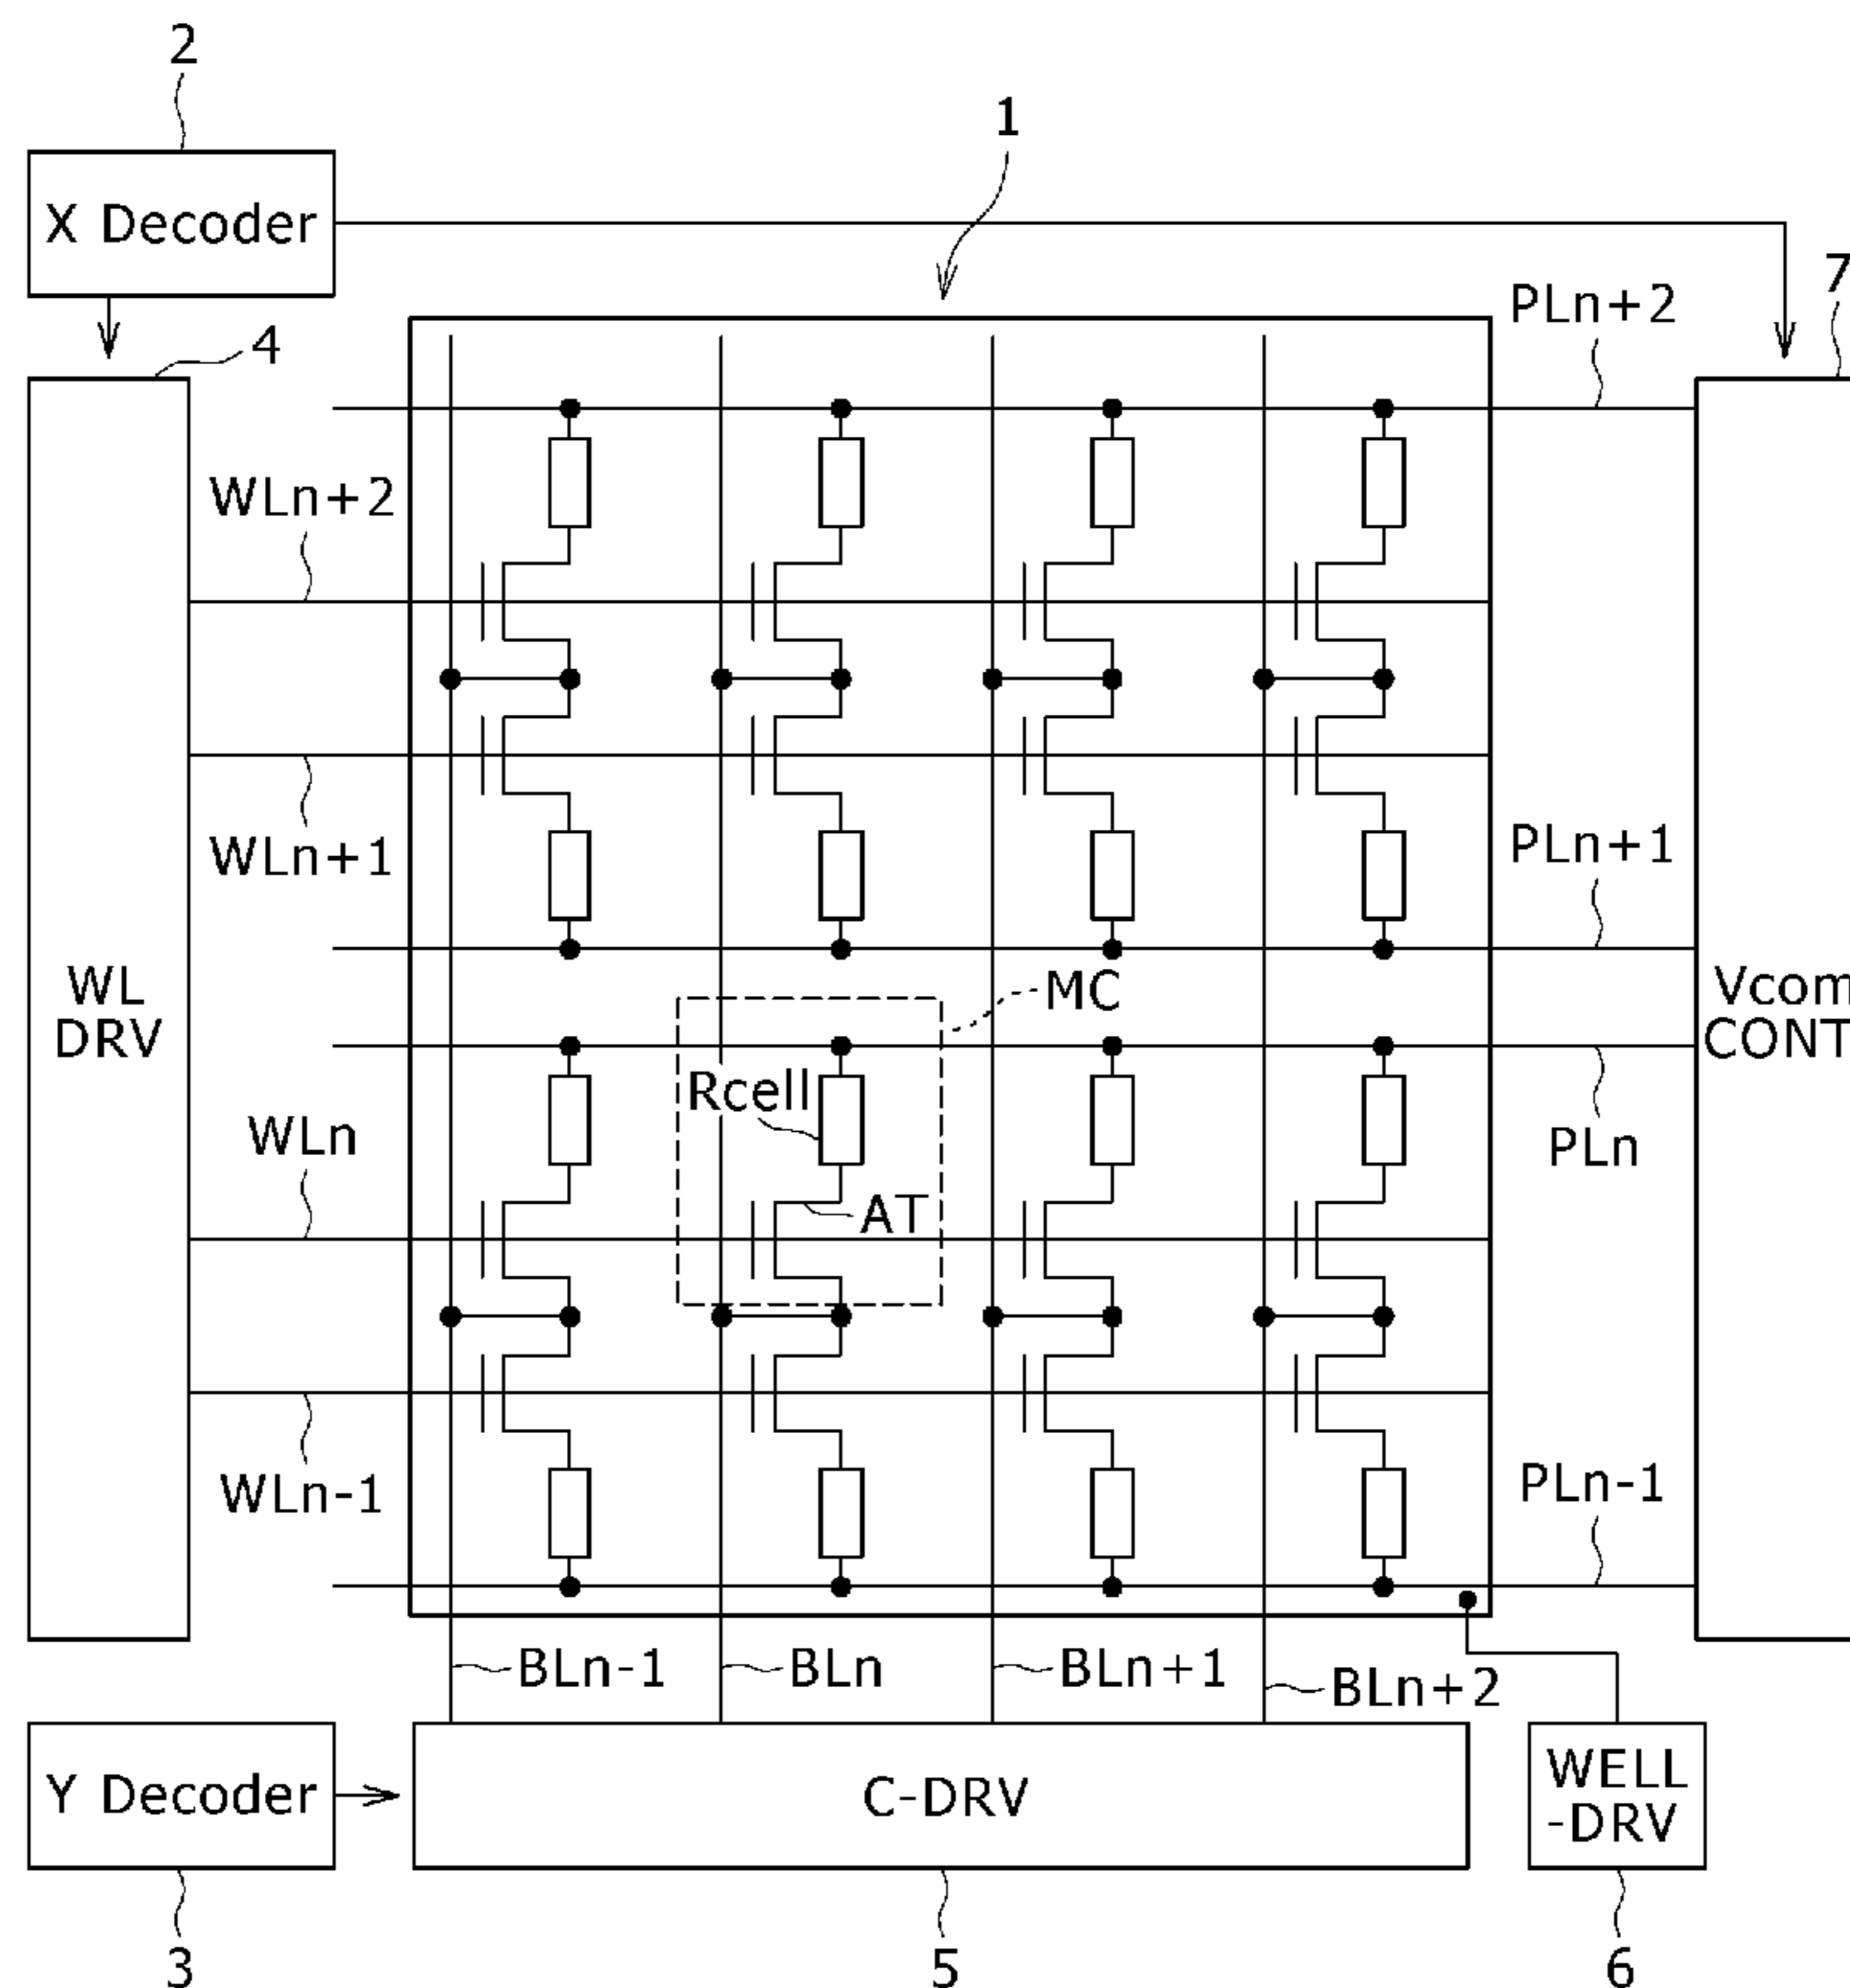 2
1
X Decoder
7
PLn+2
4
WLn+2
WLn+1
PLn+1
WL
DRV
MC
Vcom
CONT
Rcell
WLn
PLn
AT
WLn-1
PLn-1
BLn-1
BLn
BLn+1
BLn+2
Y Decoder
C-DRV
WELL
-DRV
3
5
6